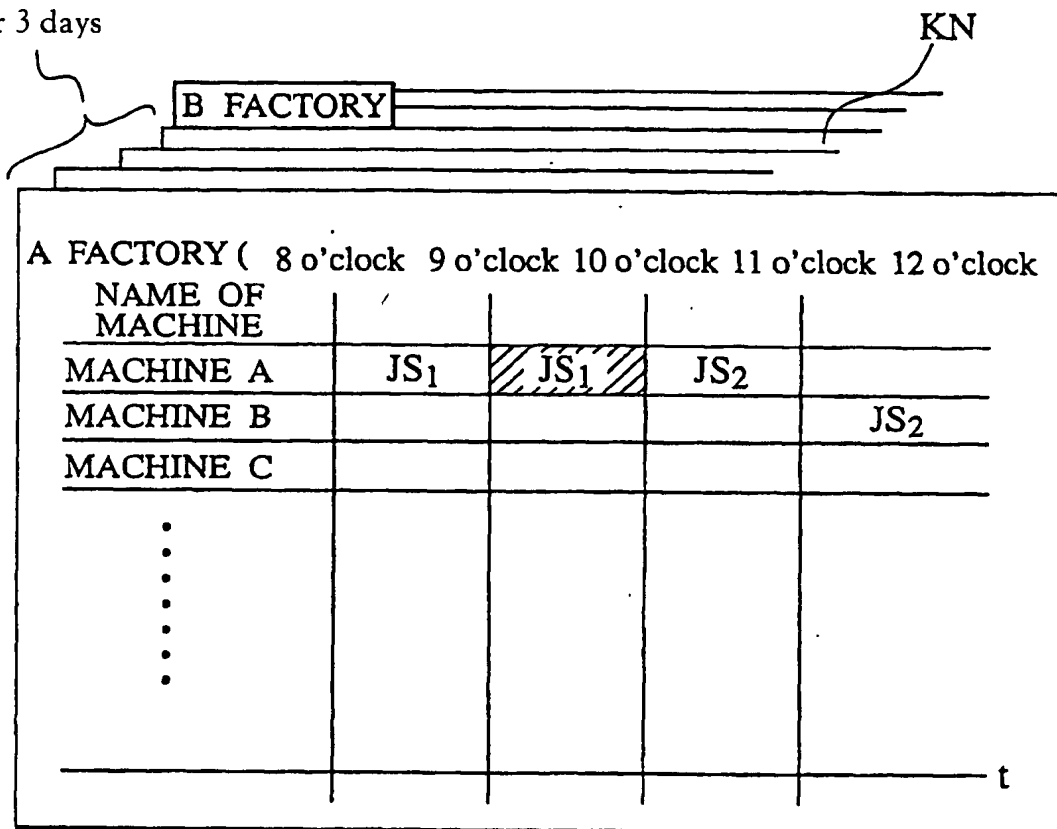 3 days
KN
B FACTORY
A FACTORY ( 8 o'clock 9 o'clock 10 o'clock 11 o'clock 12 o'clock
NAME OF
MACHINE
MACHINE A JS1 JS1 JS2
MACHINE B JS2
MACHINE C
t